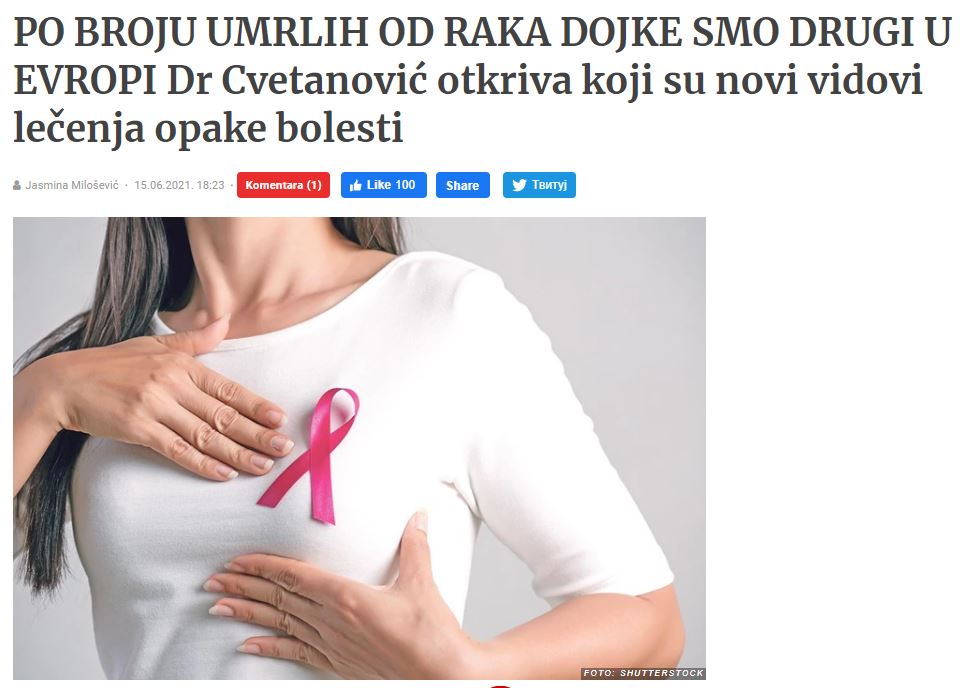 PO BROJU UMRLIH OD RAKA DOJKE SMO DRUGI U
EVROPI Dr Cvetanović otkriva koji su novi vidovi
lečenja opake bolesti
Jasmina Milošević · 15.06.2021. 18:23 · Komentara (1) Like 100 Share Твитуј
FOTO: SHUTTERSTOCK